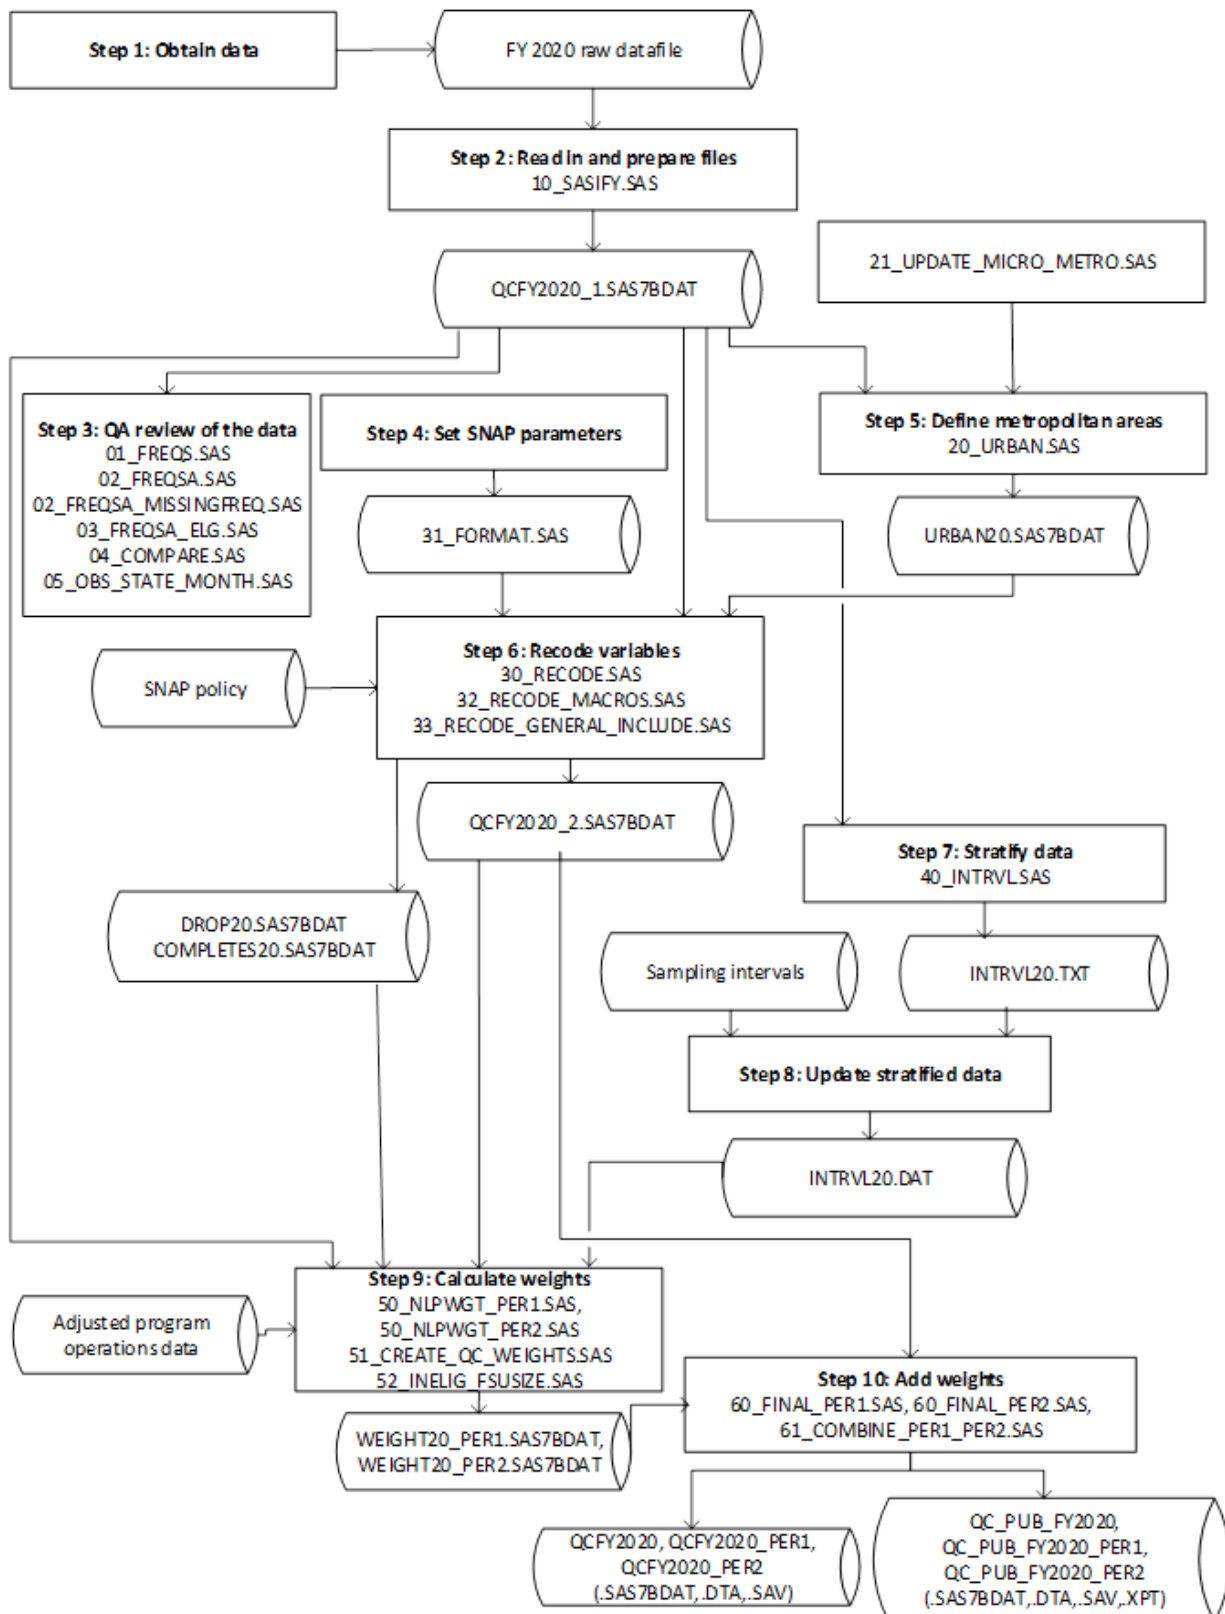 Step 1: Obtain data
FY 2020 raw datafile
Step 2: Read in and prepare files
10_SASIFY.SAS
QCFY2020_1.SAS7BDAT
21_UPDATE_MICRO_METRO.SAS
Step 3: QA review of the data
01_FREQS.SAS
02_FREQSA.SAS
02_FREQSA_MISSINGFREQ.SAS
03_FREQSA_ELG.SAS
04_COMPARE.SAS
05_OBS_STATE_MONTH.SAS
Step 4: Set SNAP parameters
31_FORMAT.SAS
Step 5: Define metropolitan areas
20_URBAN.SAS
URBAN20.SAS7BDAT
Step 6: Recode variables
30_RECODE.SAS
32_RECODE_MACROS.SAS
33_RECODE_GENERAL_INCLUDE.SAS
SNAP policy
QCFY2020_2.SAS7BDAT
Step 7: Stratify data
40_INTRVL.SAS
DROP20.SAS7BDAT
COMPLETES20.SAS7BDAT
Sampling intervals
INTRVL20.TXT
Step 8: Update stratified data
INTRVL20.DAT
Step 9: Calculate weights
50_NLPWGT_PER1.SAS,
50_NLPWGT_PER2.SAS
51_CREATE_QC_WEIGHTS.SAS
52_INELIG_FSUSIZE.SAS
Adjusted program
operations data
Step 10: Add weights
60_FINAL_PER1.SAS, 60_FINAL_PER2.SAS,
61_COMBINE_PER1_PER2.SAS
WEIGHT20_PER1.SAS7BDAT,
WEIGHT20_PER2.SAS7BDAT
QCFY2020, QCFY2020_PER1,
QCFY2020_PER2
(.SAS7BDAT,.DTA,.SAV)
QC_PUB_FY2020,
QC_PUB_FY2020_PER1,
QC_PUB_FY2020_PER2
(.SAS7BDAT,.DTA,.SAV,.XPT)